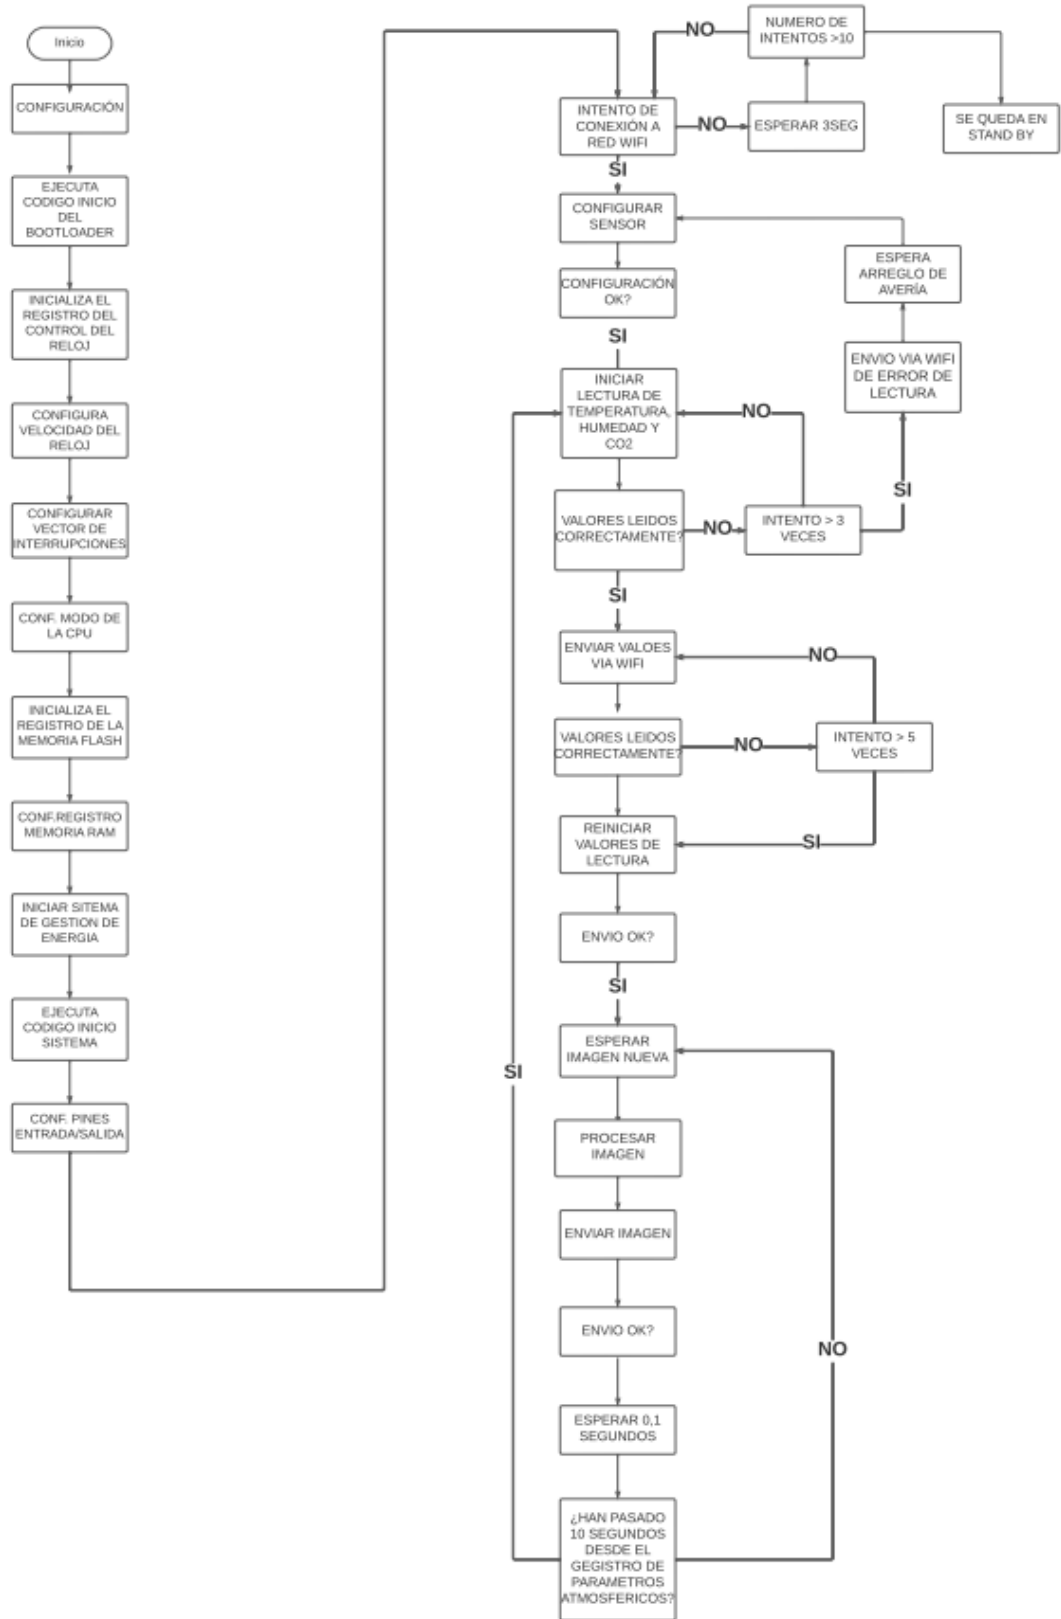 Inicio
CONFIGURACIÓN
EJECUTA
CODIGO INICIO
DEL
BOOTLOADER
INICIALIZA EL
REGISTRO DEL
CONTROL DEL
RELOJ
CONFIGURA
VELOCIDAD DEL
RELOJ
CONFIGURAR
VECTOR DE
INTERRUPCIONES
CONF. MODO DE
LA CPU
INICIALIZA EL
REGISTRO DE LA
MEMORIA FLASH
CONF.REGISTRO
MEMORIA RAM
INICIAR SITEMA
DE GESTION DE
ENERGIA
EJECUTA
CODIGO INICIO
SISTEMA
CONF. PINES
ENTRADA/SALIDA
INTENTO DE
CONEXIÓN A
RED WIFI
NO
ESPERAR 3SEG
NUMERO DE
INTENTOS >10
NO
SE QUEDA EN
STAND BY
SI
CONFIGURAR
SENSOR
CONFIGURACIÓN
OK?
SI
INICIAR
LECTURA DE
TEMPERATURA,
HUMEDAD Y
CO2
VALORES LEIDOS
CORRECTAMENTE?
NO
INTENTO > 3
VECES
NO
SI
ENVIO VIA WIFI
DE ERROR DE
LECTURA
ESPERA
ARREGLO DE
AVERÍA
SI
ENVIAR VALOES
VIA WIFI
VALORES LEIDOS
CORRECTAMENTE?
NO
INTENTO > 5
VECES
NO
SI
REINICIAR
VALORES DE
LECTURA
ENVIO OK?
SI
ESPERAR
IMAGEN NUEVA
PROCESAR
IMAGEN
ENVIAR IMAGEN
ENVIO OK?
ESPERAR 0,1
SEGUNDOS
¿HAN PASADO
10 SEGUNDOS
DESDE EL
GEGISTRO DE
PARAMETROS
ATMOSFERICOS?
SI
NO